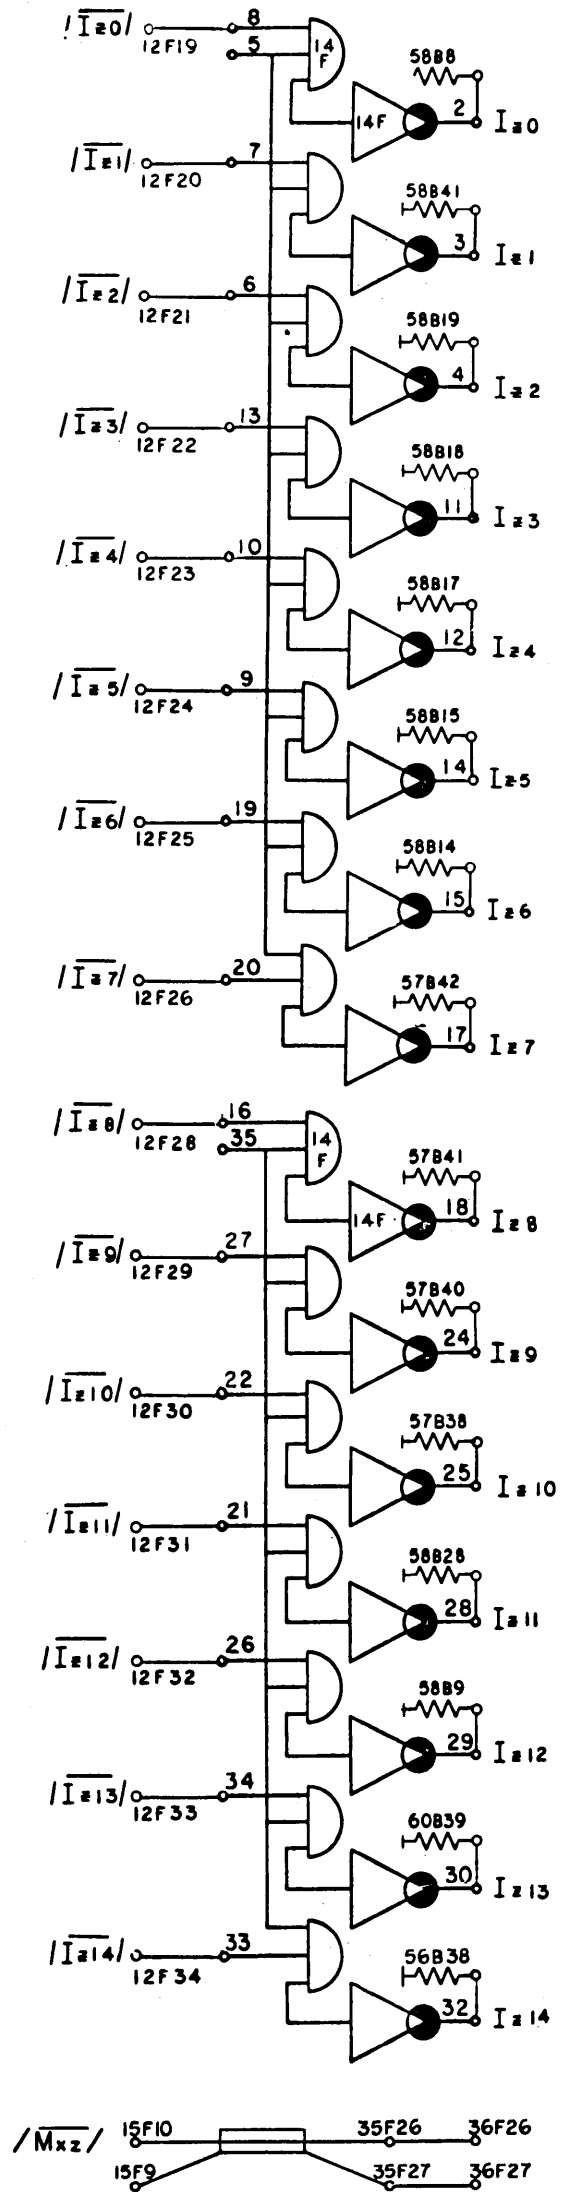 /Iz0/ 8
12F19 5 14 F 58B8
14F 2 Iz0
/Iz1/ 7
12F20 58B41
3 Iz1
/Iz2/ 6
12F21 58B19
4 Iz2
/Iz3/ 13
12F22 58B18
11 Iz3
/Iz4/ 10
12F23 58B17
12 Iz4
/Iz5/ 9
12F24 58B15
14 Iz5
/Iz6/ 19
12F25 58B14
15 Iz6
/Iz7/ 20
12F26 57B42
17 Iz7
/Iz8/ 16
12F28 35 14 F 57B41
14F 18 Iz8
/Iz9/ 27
12F29 57B40
24 Iz9
/Iz10/ 22
12F30 57B38
25 Iz10
/Iz11/ 21
12F31 58B28
28 Iz11
/Iz12/ 26
12F32 58B9
29 Iz12
/Iz13/ 34
12F33 60B39
30 Iz13
/Iz14/ 33
12F34 56B38
32 Iz14
/Mxz/ 15F10 35F26 36F26
15F9 35F27 36F27